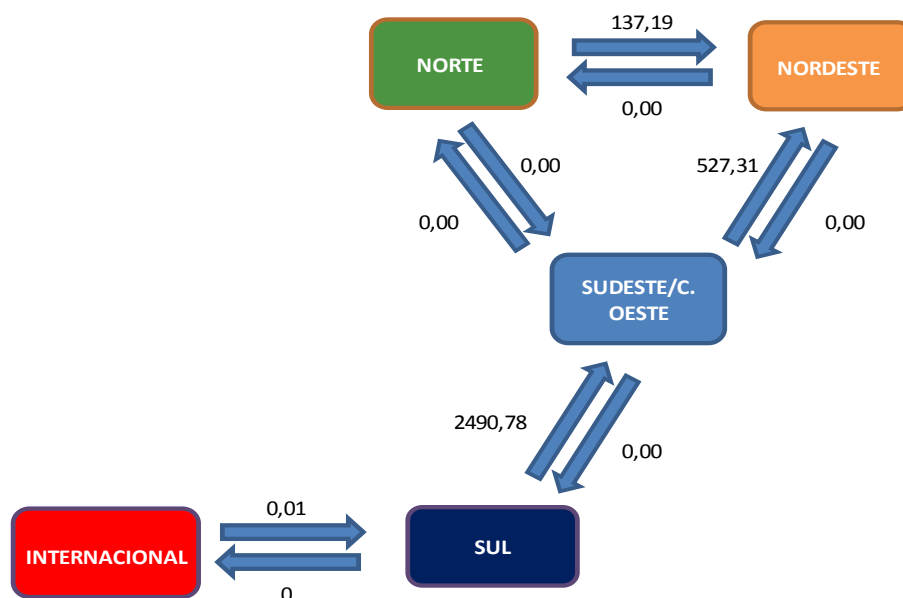 137,19
NORTE
NORDESTE
0,00
0,00
527,31
0,00
0,00
SUDESTE/C.
OESTE
2490,78
0,00
0,01
INTERNACIONAL
SUL
0